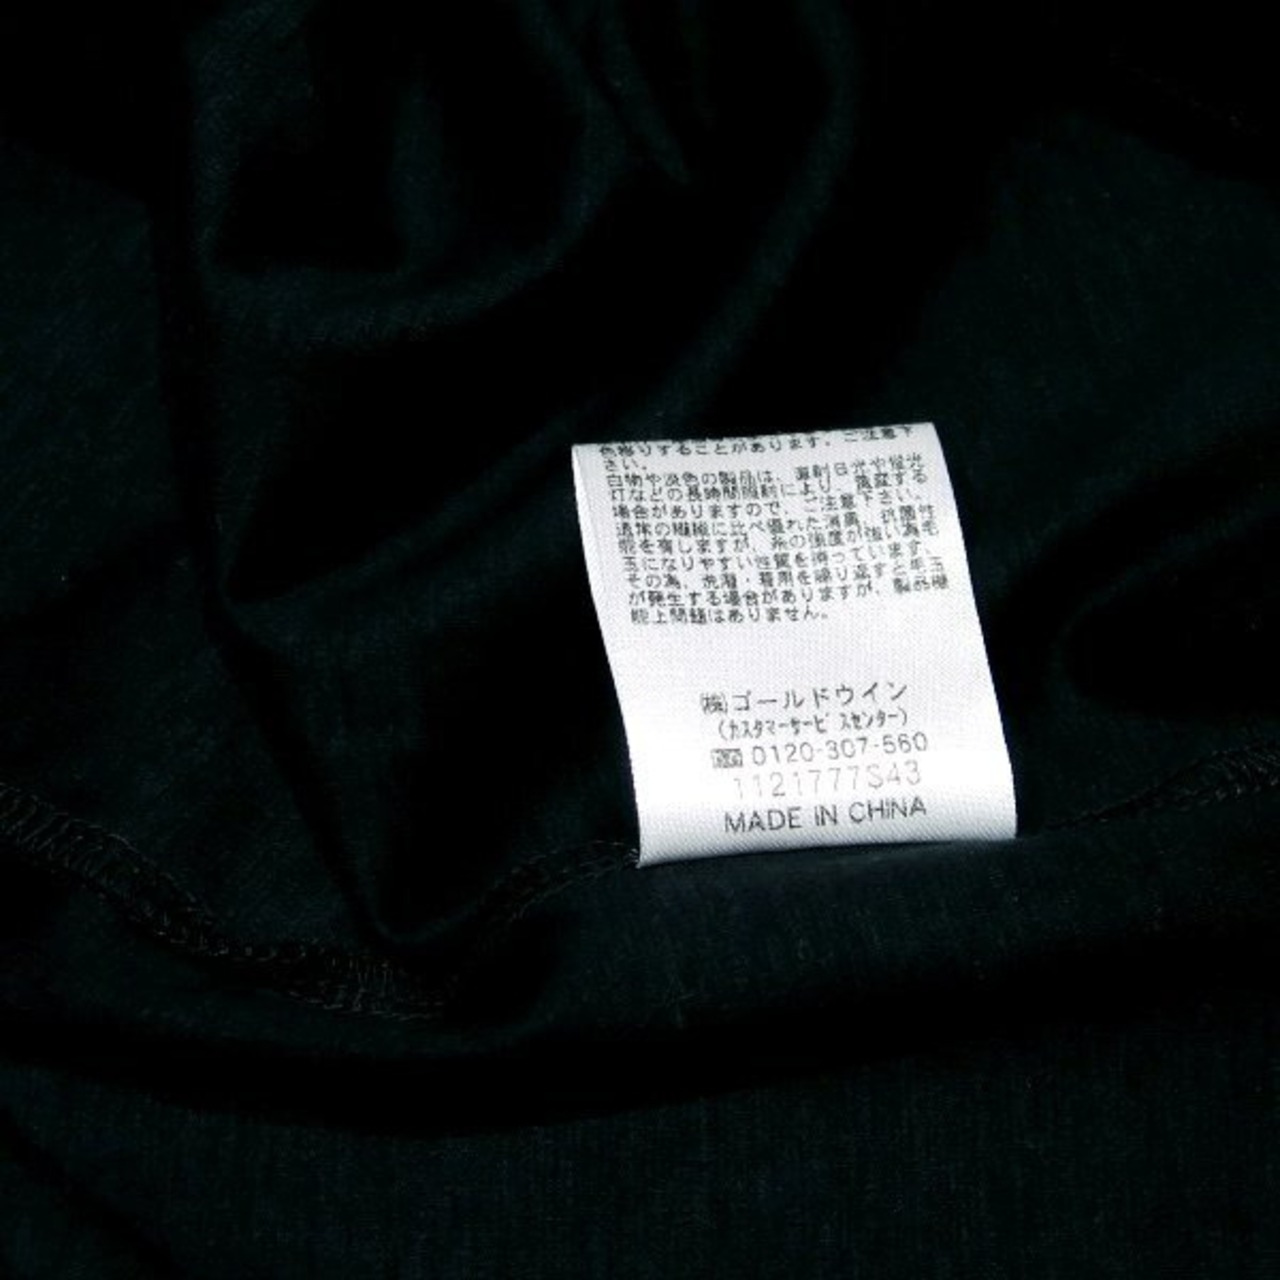 色移りすることがあります。ご注意下
さい。
白物や淡色の製品は、直射日光や蛍光
灯などの長時間照射により、変色する
場合がありますので、ご注意下さい。
通常の繊維に比べ優れた消臭、抗菌性
能を有しますが、糸の強度が強い為毛
玉になりやすい性質を持っています。
その為、洗濯・着用を繰り返すと毛玉
が発生する場合がありますが、製品機
能上問題はありません。
㈱ゴールドウイン
(カスタマーサービスセンター)
0120-307-560
1121777S43
MADE IN CHINA